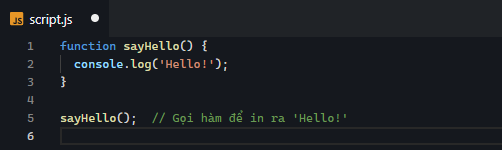 JS script.js
1 function sayHello() {
2   console.log('Hello!');
3 }
4
5 sayHello();  // Gọi hàm để in ra 'Hello!'
6